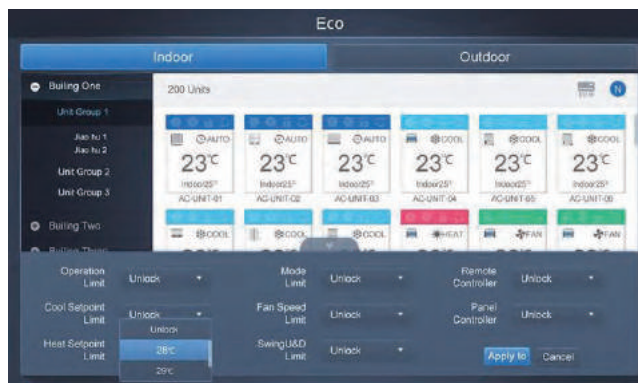 Eco
Indoor
Outdoor
Builing One
200 Units
N
Unit Group 1
Jiao hu 1
Jiao hu 2
Unit Group 2
Unit Group 3
Builing Two
Builing Three
AUTO AUTO AUTO COOL COOL COOL
23°C 23°C 23°C 23°C 23°C 23°C
Indoor25° Indoor25° Indoor25° Indoor25° Indoor25° Indoor25°
AC-UNIT-01 AC-UNIT-02 AC-UNIT-03 AC-UNIT-04 AC-UNIT-05 AC-UNIT-06
COOL COOL COOL HEAT FAN FAN
Operation Limit Unlock
Mode Limit Unlock
Remote Controller Unlock
Cool Setpoint Limit Unlock
Fan Speed Limit Unlock
Panel Controller Unlock
Heat Setpoint Limit
Unlock
28°C
29°C
SwingU&D Limit Unlock
Apply to
Cancel